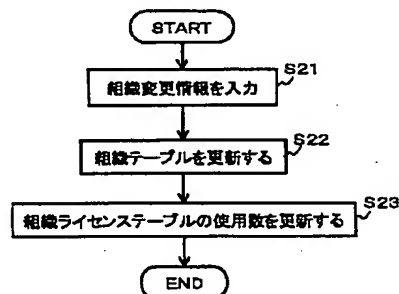 START
S21
組織変更情報を入力
S22
組織テーブルを更新する
S23
組織ライセンステーブルの使用数を更新する
END